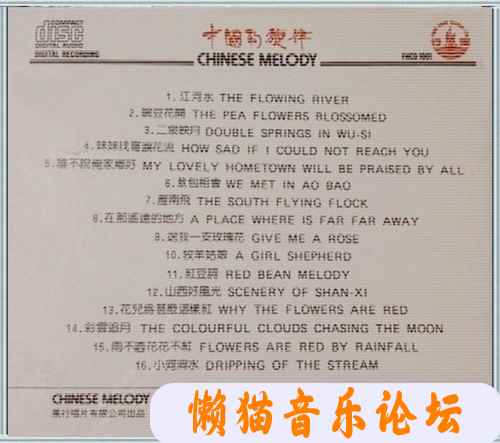 COMPACT
disc
DIGITAL AUDIO
DIGITAL RECORDING
中國的旋律
CHINESE MELODY
FHCD 1001
1. 江河水 THE FLOWING RIVER
2. 豌豆花開 THE PEA FLOWERS BLOSSOMED
3. 二泉映月 DOUBLE SPRINGS IN WU-SI
4. 妹妹找哥淚花流 HOW SAD IF I COULD NOT REACH YOU
5. 誰不說俺家鄉好 MY LOVELY HOMETOWN WILL BE PRAISED BY ALL
6. 敖包相會 WE MET IN AO BAO
7. 雁南飛 THE SOUTH FLYING FLOCK
8. 在那遙遠的地方 A PLACE WHERE IS FAR FAR AWAY
9. 送我一支玫瑰花 GIVE ME A ROSE
10. 牧羊姑娘 A GIRL SHEPHERD
11. 紅豆詞 RED BEAN MELODY
12. 山西好風光 SCENERY OF SHAN-XI
13. 花兒爲甚麼這樣紅 WHY THE FLOWERS ARE RED
14. 彩雲追月 THE COLOURFUL CLOUDS CHASING THE MOON
15. 雨不洒花花不紅 FLOWERS ARE RED BY RAINFALL
16. 小河淌水 DRIPPING OF THE STREAM
CHINESE MELODY
風行唱片有限公司出品
懒猫音乐论坛